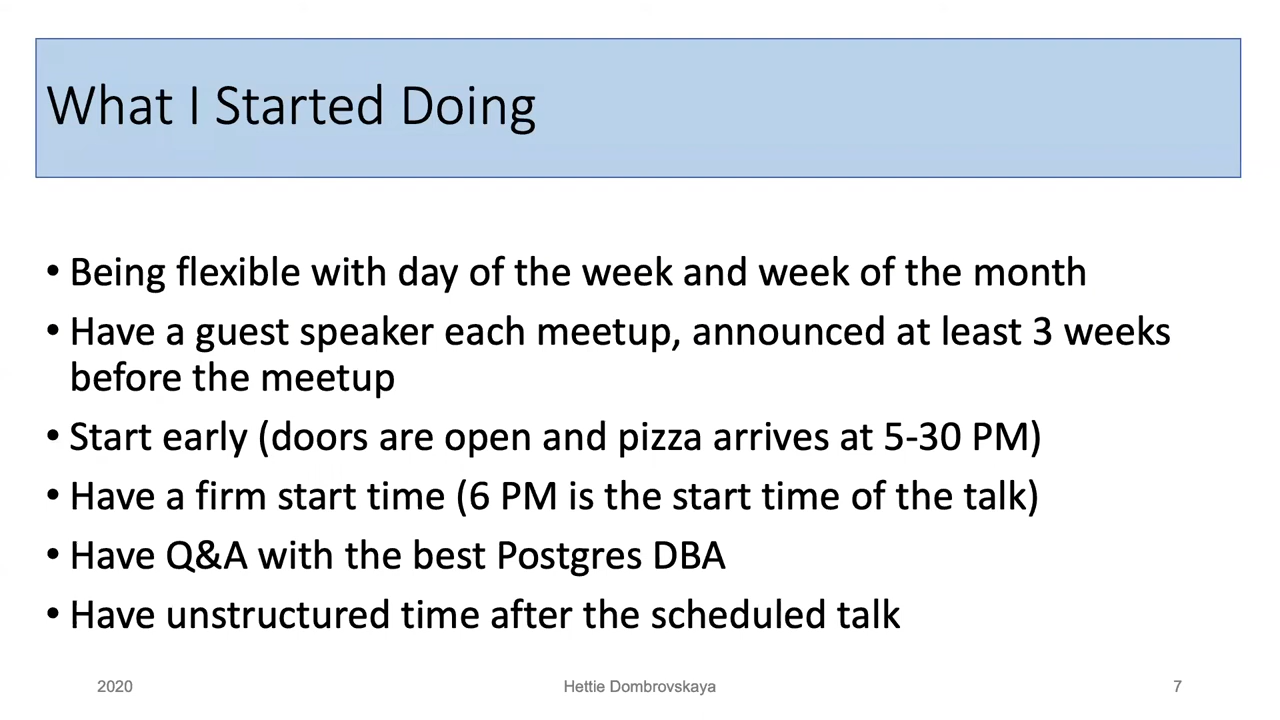 What I Started Doing
• Being flexible with day of the week and week of the month
• Have a guest speaker each meetup, announced at least 3 weeks
before the meetup
• Start early (doors are open and pizza arrives at 5-30 PM)
• Have a firm start time (6 PM is the start time of the talk)
• Have Q&A with the best Postgres DBA
• Have unstructured time after the scheduled talk
2020
Hettie Dombrovskaya
7